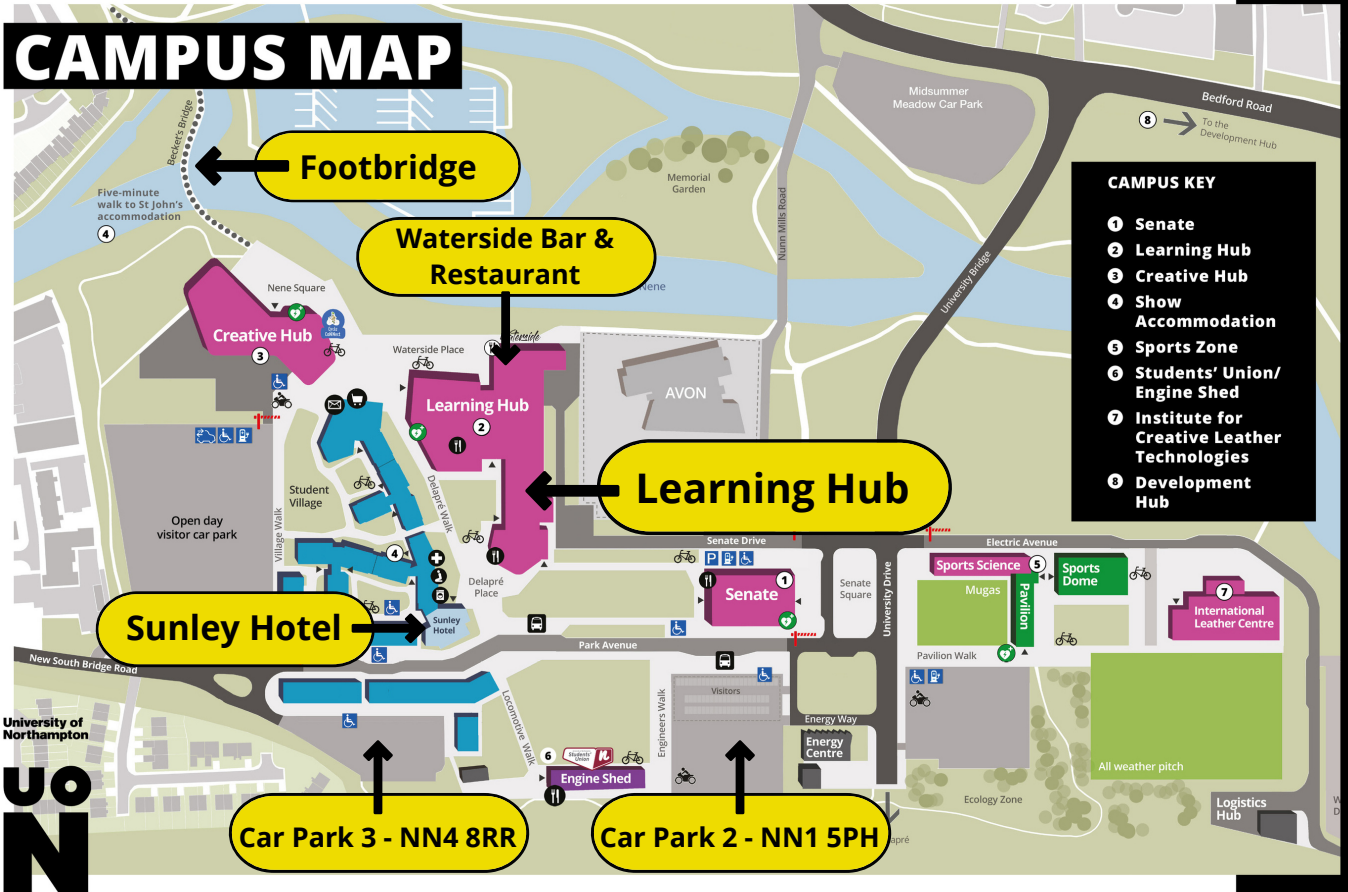 CAMPUS MAP
Midsummer
Meadow Car Park
Bedford Road
8
To the
Development Hub
Becket's Bridge
Footbridge
Memorial
Garden
Nunn Mills Road
Five-minute
walk to St John's
accommodation
4
CAMPUS KEY
1 Senate
2 Learning Hub
3 Creative Hub
4 Show
Accommodation
5 Sports Zone
6 Students' Union/
Engine Shed
7 Institute for
Creative Leather
Technologies
8 Development
Hub
Waterside Bar &
Restaurant
Nene
University Bridge
Nene Square
Creative Hub
3
Waterside Place
AVON
Learning Hub
2
Learning Hub
Student
Village
Delapré Walk
Open day
visitor car park
Village Walk
Senate Drive
Electric Avenue
4
P
Delapré
Place
Senate
1
Senate
Square
University Drive
Sports Science
5
Sports
Dome
Mugas
Pavilion
7
International
Leather Centre
Sunley Hotel
Sunley
Hotel
Park Avenue
Pavilion Walk
New South Bridge Road
Visitors
Locomotive Walk
Engineers Walk
University of
Northampton
UON
Energy Way
Energy
Centre
6
Students'
Union
n
Engine Shed
All weather pitch
Ecology Zone
Logistics
Hub
Car Park 3 - NN4 8RR
Car Park 2 - NN1 5PH
apré